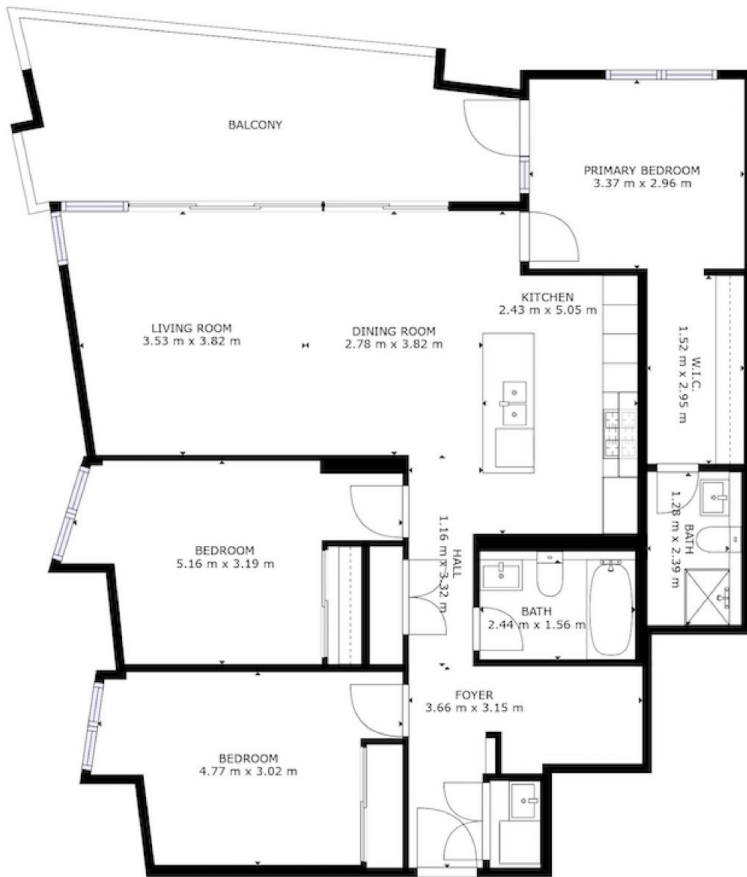 BALCONY
PRIMARY BEDROOM
3.37 m x 2.96 m
KITCHEN
2.43 m x 5.05 m
LIVING ROOM
3.53 m x 3.82 m
DINING ROOM
2.78 m x 3.82 m
W.I.C.
1.52 m x 2.95 m
BATH
1.28 m x 2.39 m
HALL
1.16 m x 3.32 m
BEDROOM
5.16 m x 3.19 m
BATH
2.44 m x 1.56 m
FOYER
3.66 m x 3.15 m
BEDROOM
4.77 m x 3.02 m